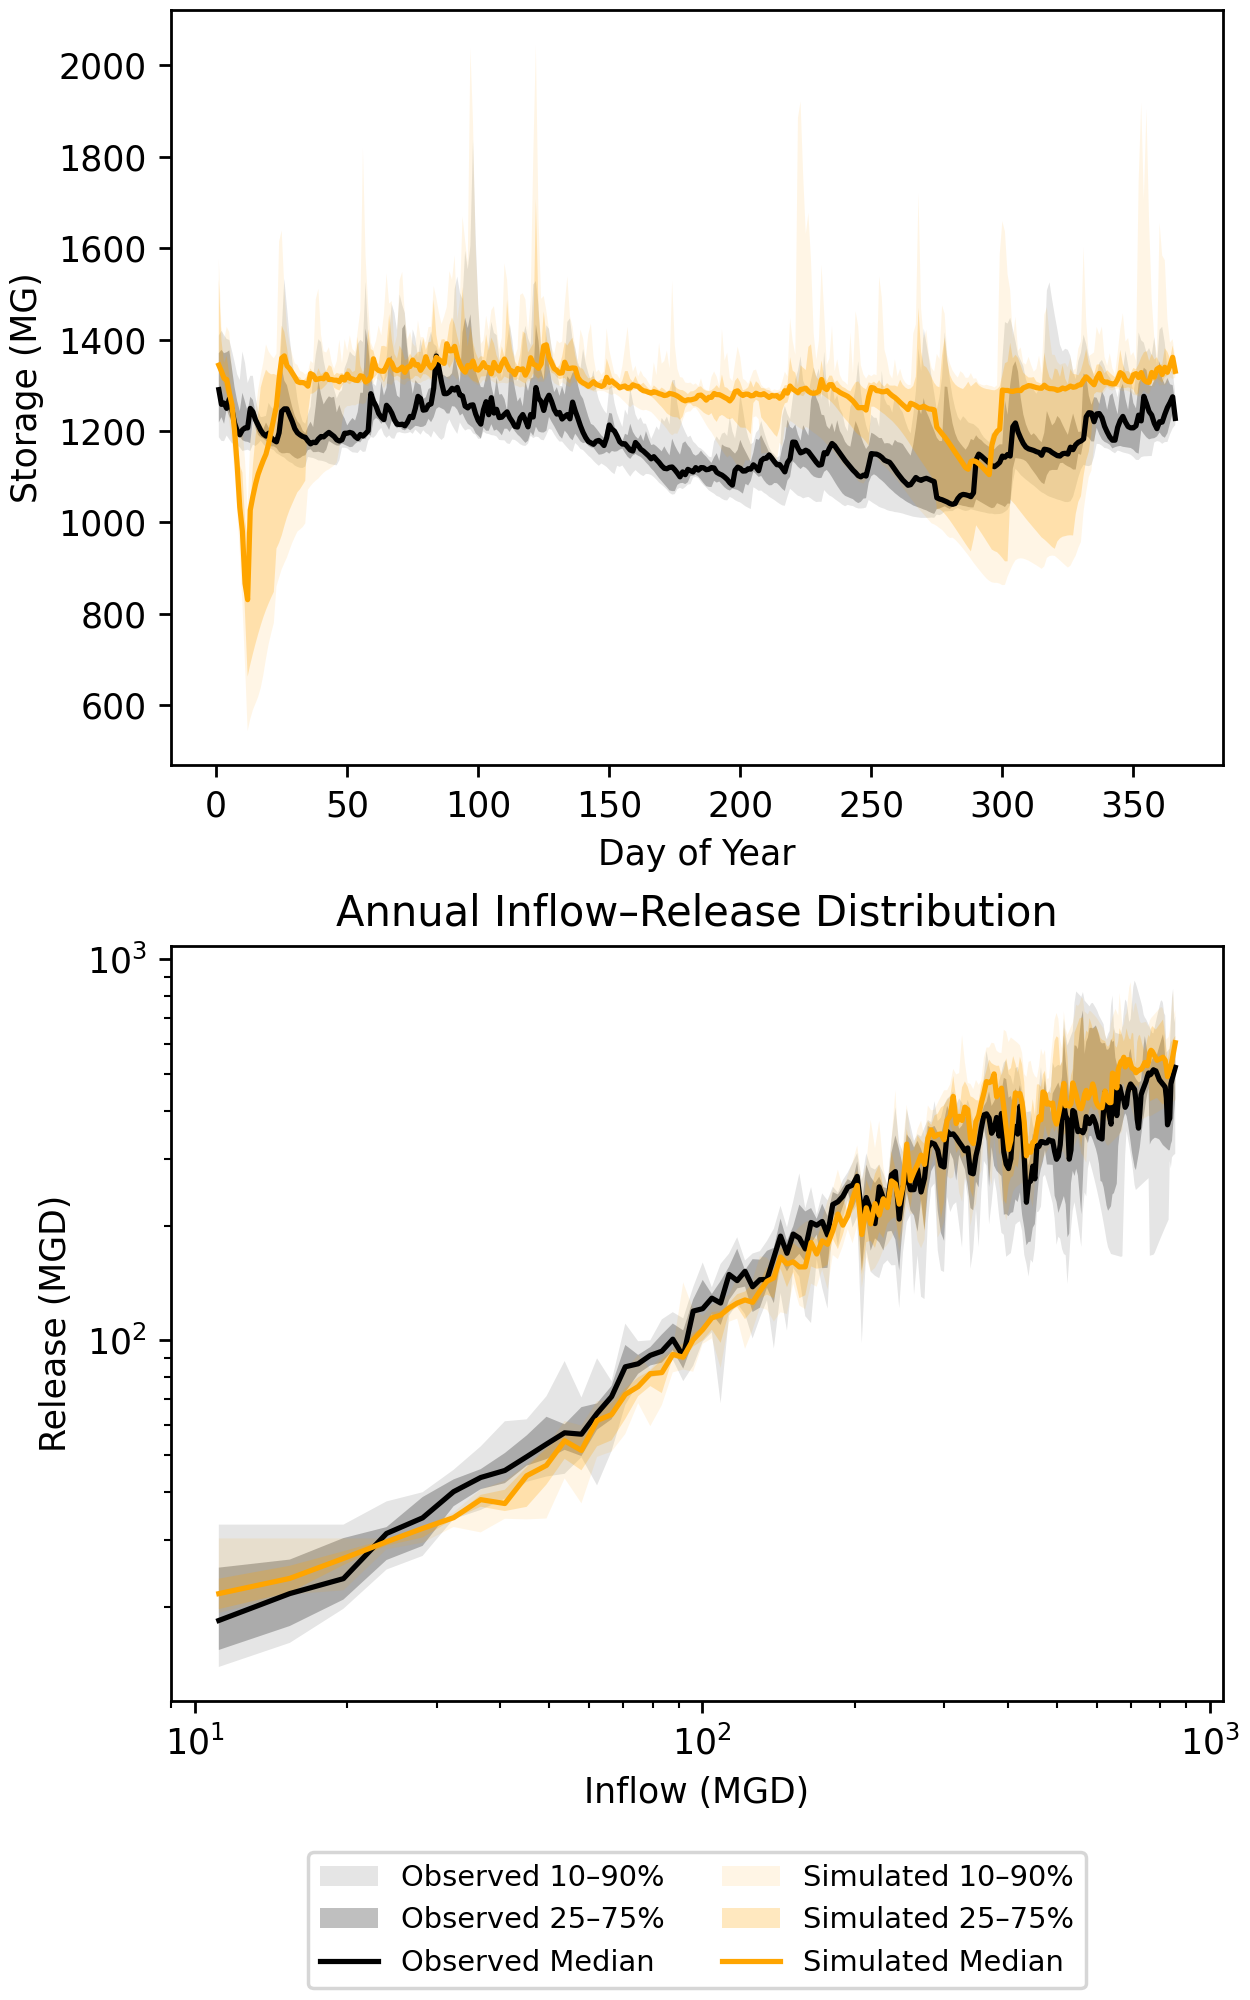 2000
1800
1600
1400
1200
1000
800
600
Storage (MG)
0 50 100 150 200 250 300 350
Day of Year
Annual Inflow–Release Distribution
10³
10²
Release (MGD)
10¹ 10² 10³
Inflow (MGD)
Observed 10–90% Simulated 10–90%
Observed 25–75% Simulated 25–75%
Observed Median Simulated Median